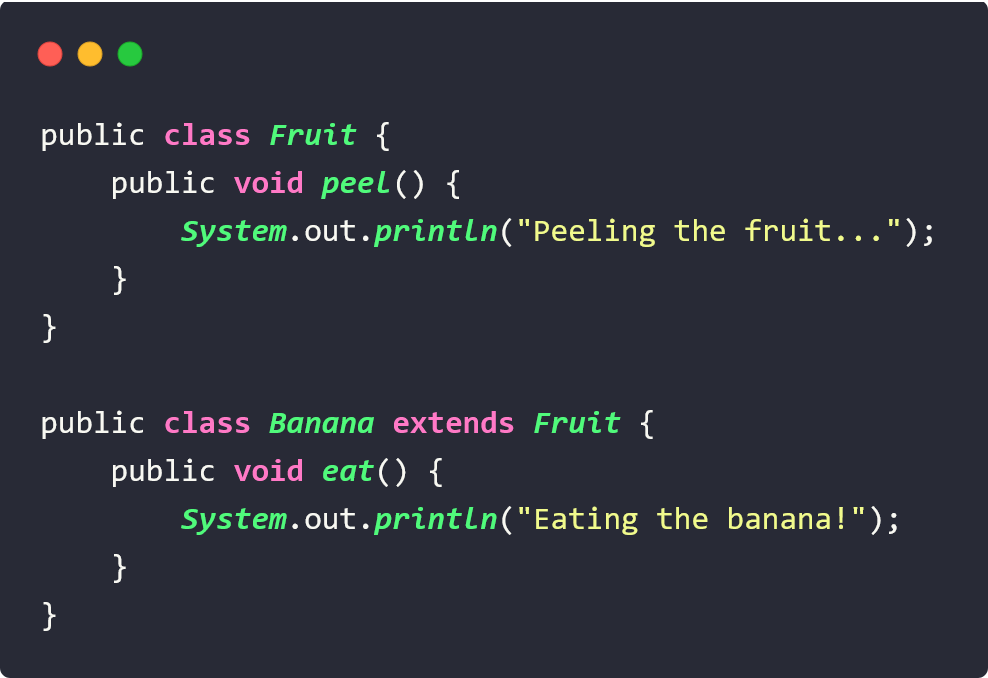 public class Fruit {
    public void peel() {
        System.out.println("Peeling the fruit...");
    }
}

public class Banana extends Fruit {
    public void eat() {
        System.out.println("Eating the banana!");
    }
}